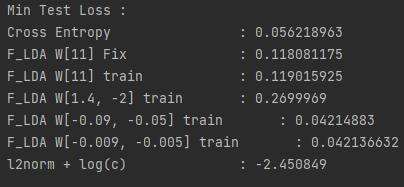 Min Test Loss :
Cross Entropy : 0.056218963
F_LDA W[11] Fix : 0.118081175
F_LDA W[11] train : 0.119015925
F_LDA W[1.4, -2] train : 0.2699969
F_LDA W[-0.09, -0.05] train : 0.04214883
F_LDA W[-0.009, -0.005] train : 0.042136632
l2norm + log(c) : -2.450849